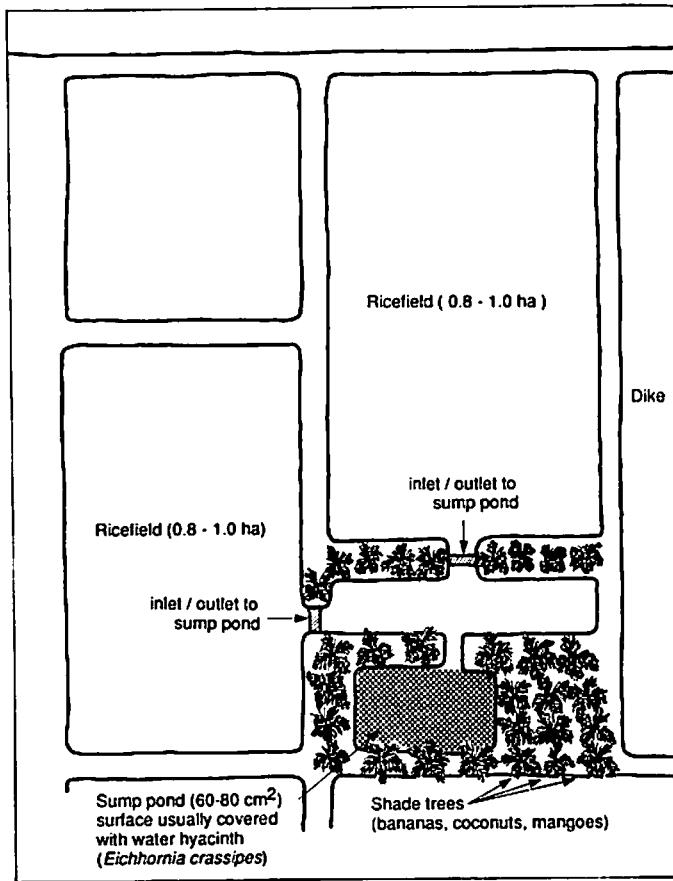 Ricefield ( 0.8 - 1.0 ha )
Dike
inlet / outlet to
sump pond
Ricefield (0.8 - 1.0 ha)
inlet / outlet to
sump pond
Sump pond (60-80 cm²)
surface usually covered
with water hyacinth
(Eichhornia crassipes)
Shade trees
(bananas, coconuts, mangoes)